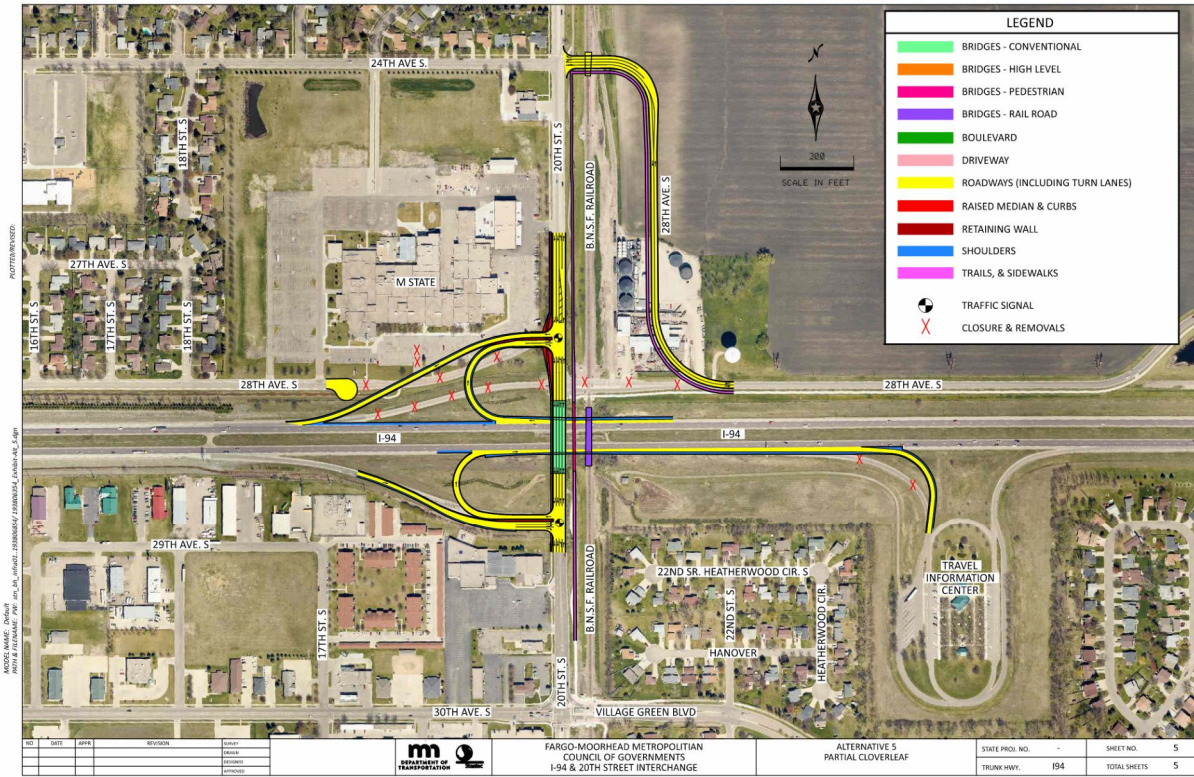 LEGEND
BRIDGES - CONVENTIONAL
BRIDGES - HIGH LEVEL
BRIDGES - PEDESTRIAN
BRIDGES - RAIL ROAD
BOULEVARD
DRIVEWAY
ROADWAYS (INCLUDING TURN LANES)
RAISED MEDIAN & CURBS
RETAINING WALL
SHOULDERS
TRAILS, & SIDEWALKS
TRAFFIC SIGNAL
CLOSURE & REMOVALS
N
200
SCALE IN FEET
24TH AVE S.
18TH ST. S
20TH ST. S
B.N.S.F. RAILROAD
28TH AVE. S
27TH AVE. S
M STATE
16TH ST. S
17TH ST. S
18TH ST. S
28TH AVE. S
28TH AVE. S
I-94
I-94
29TH AVE. S
17TH ST. S
20TH ST. S
B.N.S.F. RAILROAD
22ND SR. HEATHERWOOD CIR. S
22ND ST. S
HEATHERWOOD CIR.
HANOVER
TRAVEL
INFORMATION
CENTER
30TH AVE. S
VILLAGE GREEN BLVD
PLOTTED/REVISED:
MODEL NAME: Default
NO
DATE
APPR
REVISION
SURVEY
DRAWN
DESIGNED
APPROVED
DEPARTMENT OF
TRANSPORTATION
FARGO-MOORHEAD METROPOLITAN
COUNCIL OF GOVERNMENTS
I-94 & 20TH STREET INTERCHANGE
ALTERNATIVE 5
PARTIAL CLOVERLEAF
STATE PROJ. NO. -
SHEET NO. 5
TRUNK HWY. I94
TOTAL SHEETS 5